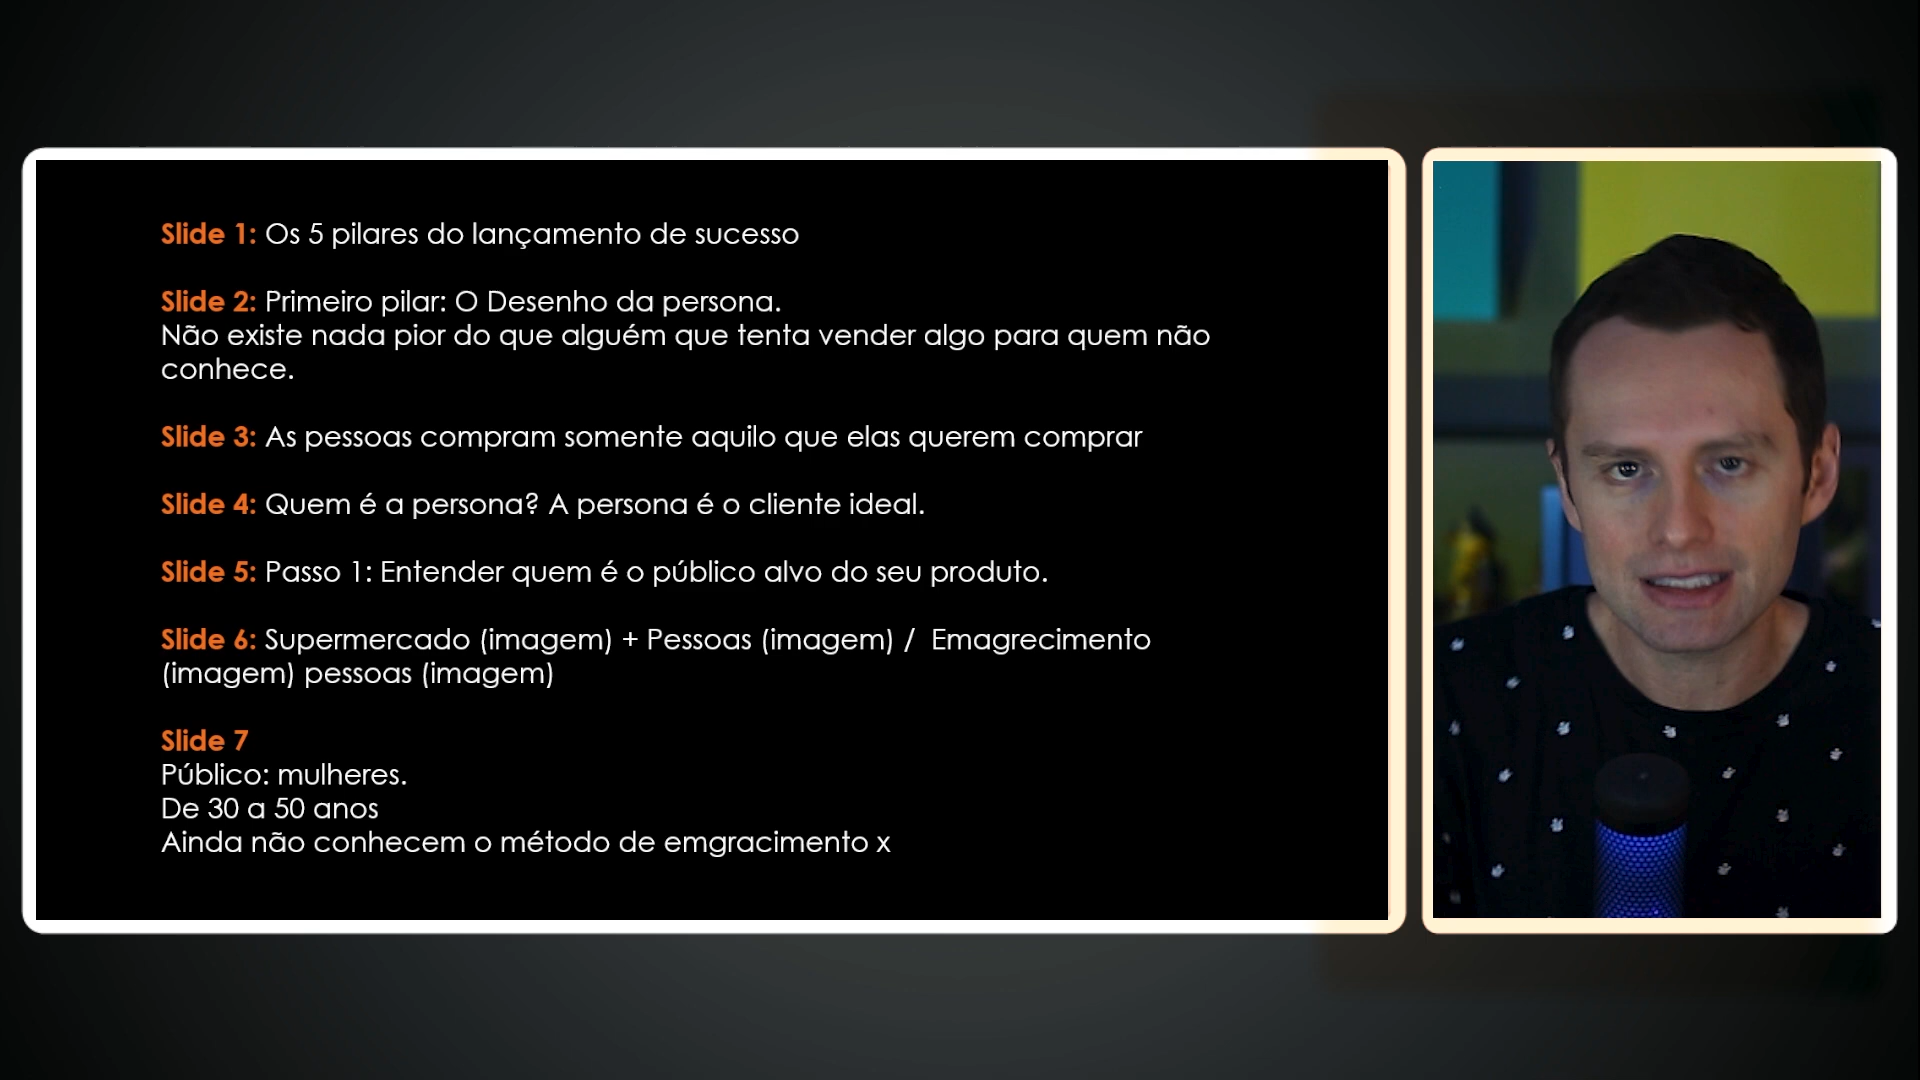 Slide 1: Os 5 pilares do lançamento de sucesso
Slide 2: Primeiro pilar: O Desenho da persona.
Não existe nada pior do que alguém que tenta vender algo para quem não
conhece.
Slide 3: As pessoas compram somente aquilo que elas querem comprar
Slide 4: Quem é a persona? A persona é o cliente ideal.
Slide 5: Passo 1: Entender quem é o público alvo do seu produto.
Slide 6: Supermercado (imagem) + Pessoas (imagem) / Emagrecimento
(imagem) pessoas (imagem)
Slide 7
Público: mulheres.
De 30 a 50 anos
Ainda não conhecem o método de emgracimento x